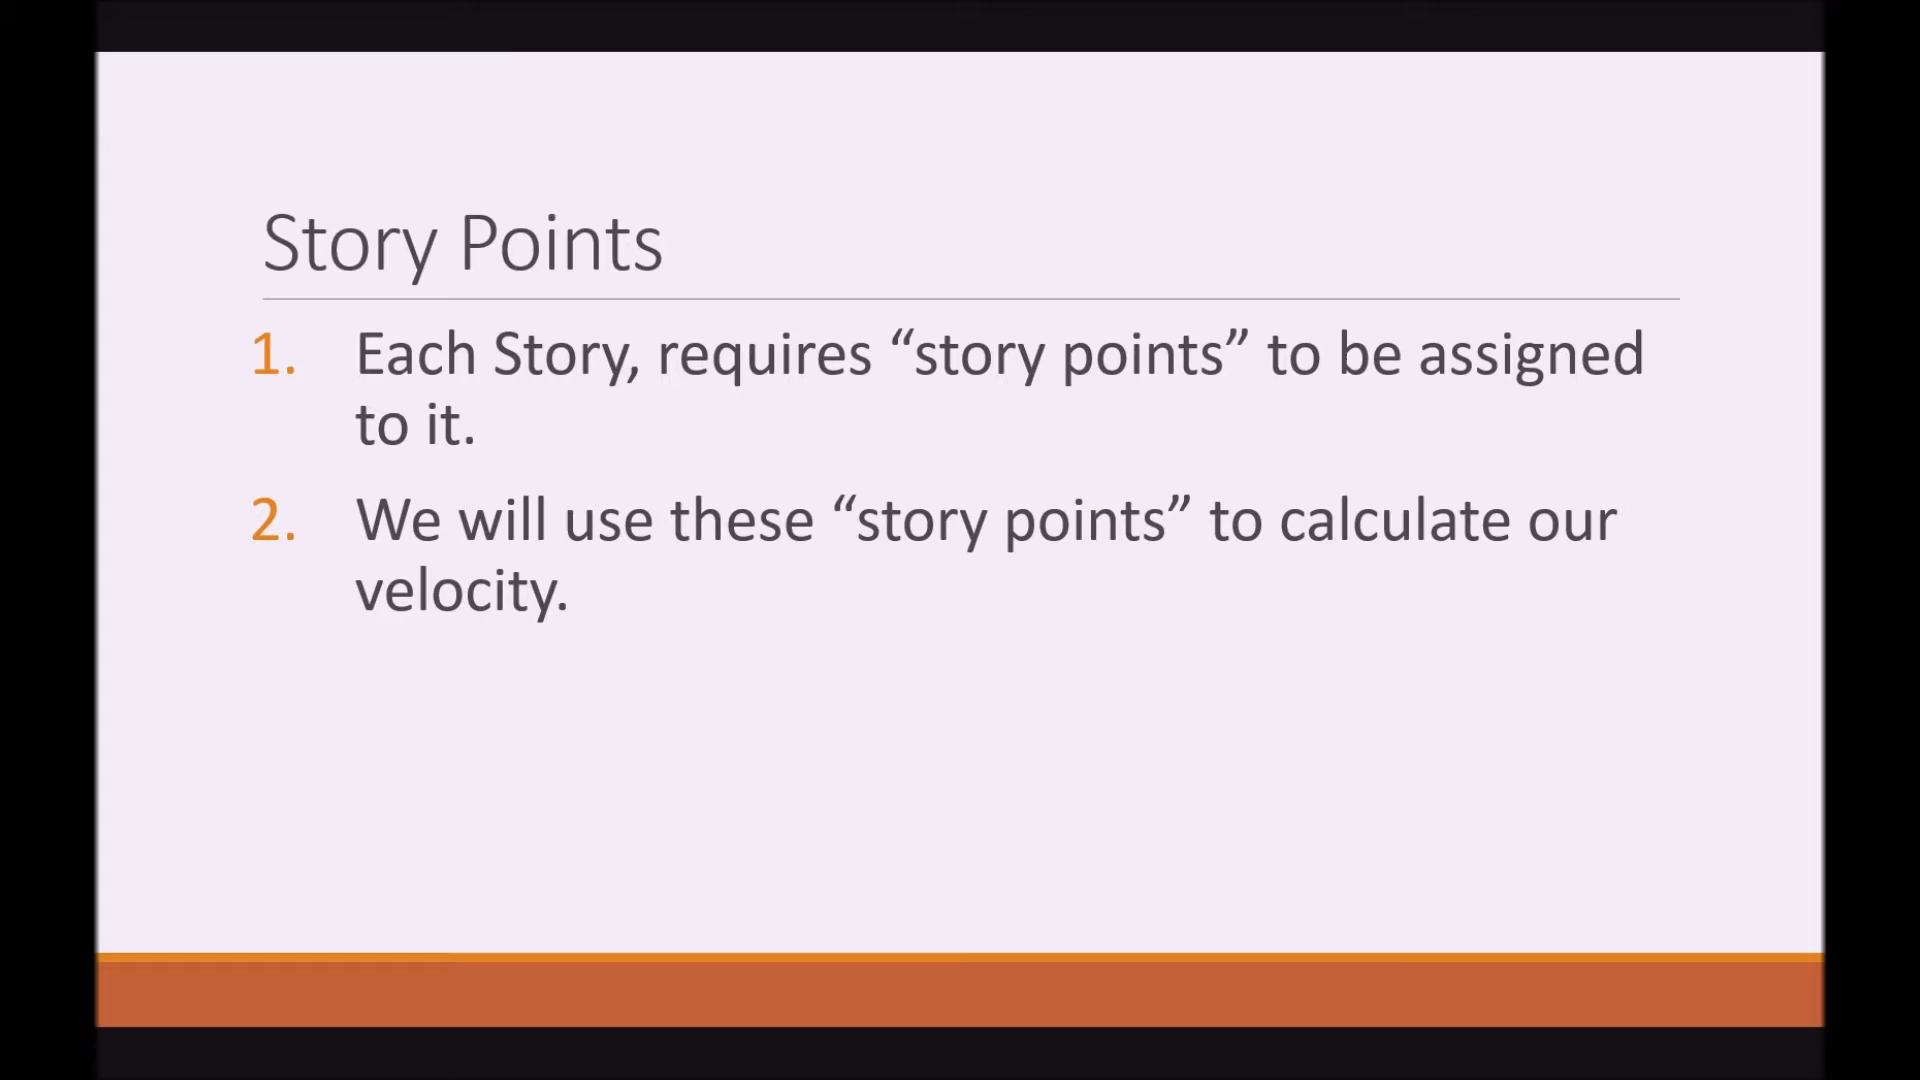 Story Points
1. Each Story, requires “story points” to be assigned
to it.
2. We will use these “story points” to calculate our
velocity.